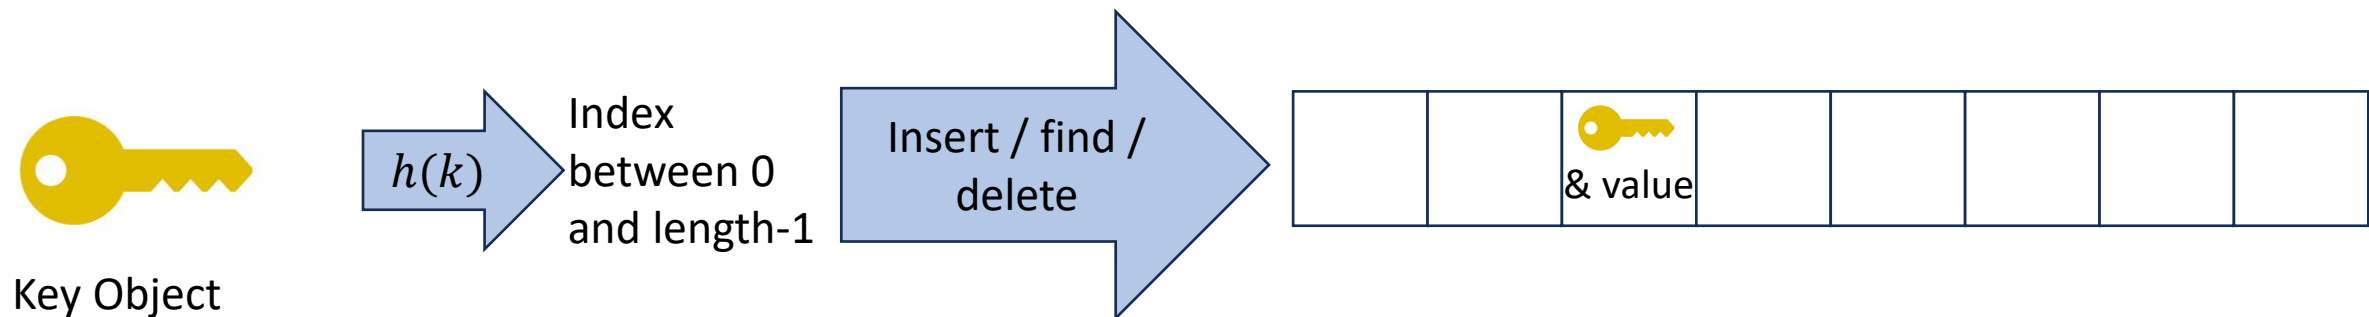 Key Object
h(k)
Index
between 0
and length-1
Insert / find /
delete
& value